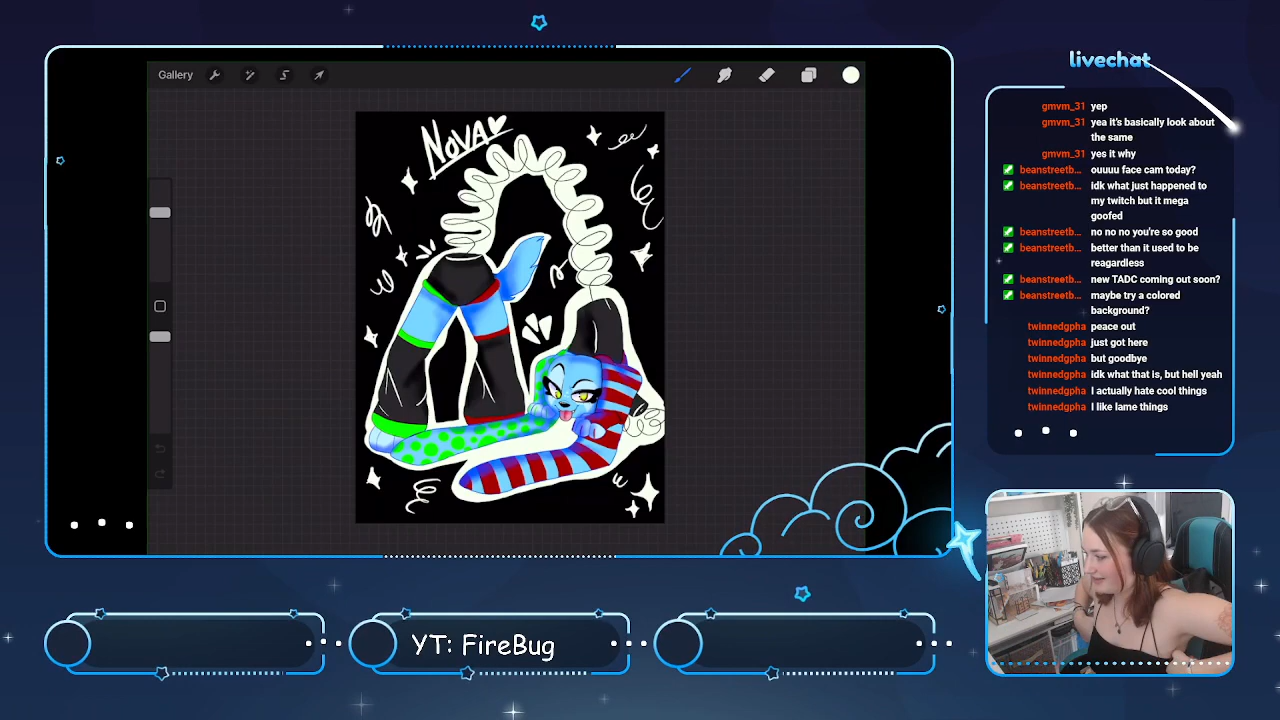 livechat
Gallery
NOVA
gmvm_31 yep
gmvm_31 yea it's basically look about
the same
gmvm_31 yes it why
beanstreetb... ouuuu face cam today?
beanstreetb... idk what just happened to
my twitch but it mega
goofed
beanstreetb... no no no you're so good
beanstreetb... better than it used to be
reagardless
beanstreetb... new TADC coming out soon?
beanstreetb... maybe try a colored
background?
twinnedgpha peace out
twinnedgpha just got here
twinnedgpha but goodbye
twinnedgpha idk what that is, but hell yeah
twinnedgpha I actually hate cool things
twinnedgpha I like lame things
YT: FireBug